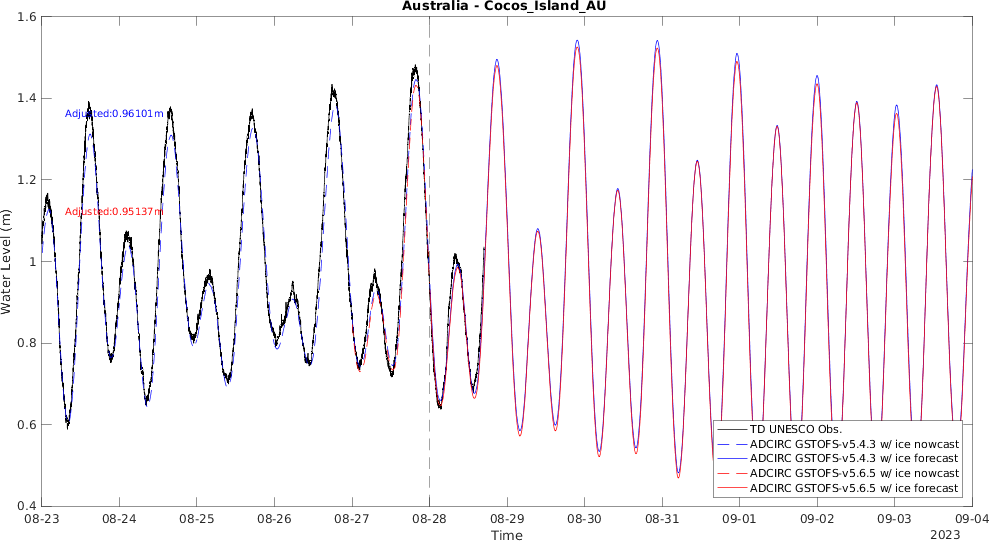 Australia - Cocos_Island_AU
1.6
1.4
1.2
1
0.8
0.6
0.4
Water Level (m)
Adjusted:0.96101m
Adjusted:0.95137m
TD UNESCO Obs.
ADCIRC GSTOFS-v5.4.3 w/ ice nowcast
ADCIRC GSTOFS-v5.4.3 w/ ice forecast
ADCIRC GSTOFS-v5.6.5 w/ ice nowcast
ADCIRC GSTOFS-v5.6.5 w/ ice forecast
08-23 08-24 08-25 08-26 08-27 08-28 08-29 08-30 08-31 09-01 09-02 09-03 09-04
Time
2023